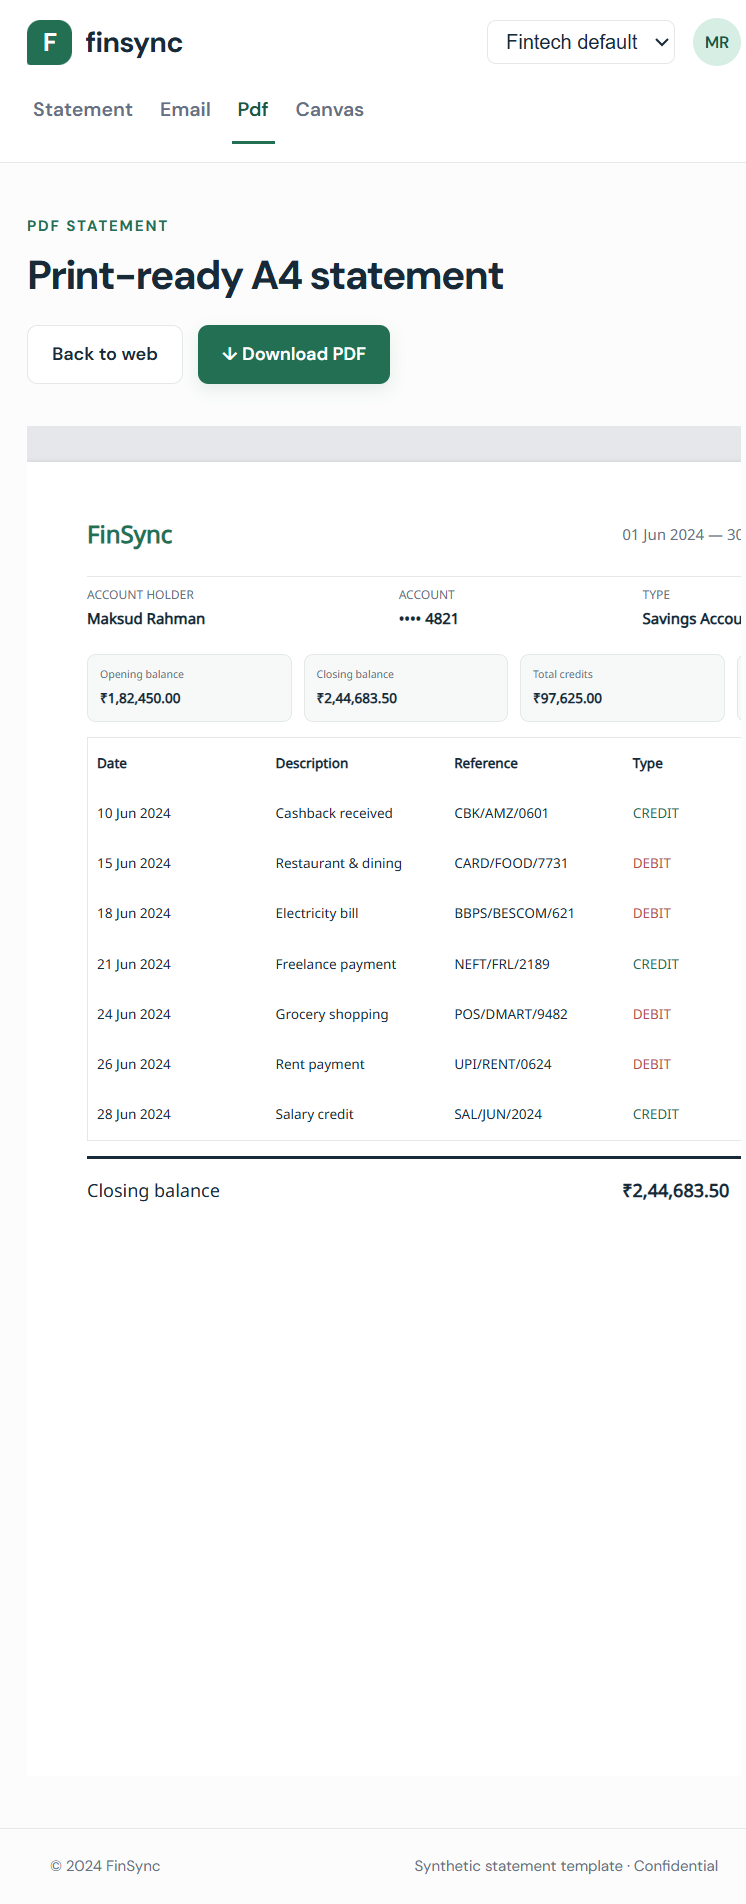 F finsync Fintech default MR
Statement Email Pdf Canvas
PDF STATEMENT
Print-ready A4 statement
Back to web ↓ Download PDF
FinSync 01 Jun 2024 — 30
ACCOUNT HOLDER ACCOUNT TYPE
Maksud Rahman •••• 4821 Savings Accou
Opening balance Closing balance Total credits
₹1,82,450.00 ₹2,44,683.50 ₹97,625.00
Date Description Reference Type
10 Jun 2024 Cashback received CBK/AMZ/0601 CREDIT
15 Jun 2024 Restaurant & dining CARD/FOOD/7731 DEBIT
18 Jun 2024 Electricity bill BBPS/BESCOM/621 DEBIT
21 Jun 2024 Freelance payment NEFT/FRL/2189 CREDIT
24 Jun 2024 Grocery shopping POS/DMART/9482 DEBIT
26 Jun 2024 Rent payment UPI/RENT/0624 DEBIT
28 Jun 2024 Salary credit SAL/JUN/2024 CREDIT
Closing balance ₹2,44,683.50
© 2024 FinSync Synthetic statement template · Confidential